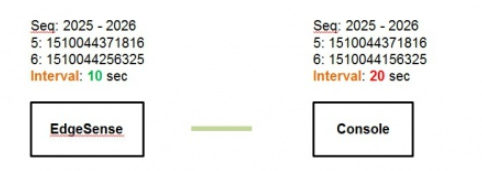 Seq: 2025 - 2026
5: 1510044371816
6: 1510044256325
Interval: 10 sec
EdgeSense
Seq: 2025 - 2026
5: 1510044371816
6: 1510044156325
Interval: 20 sec
Console